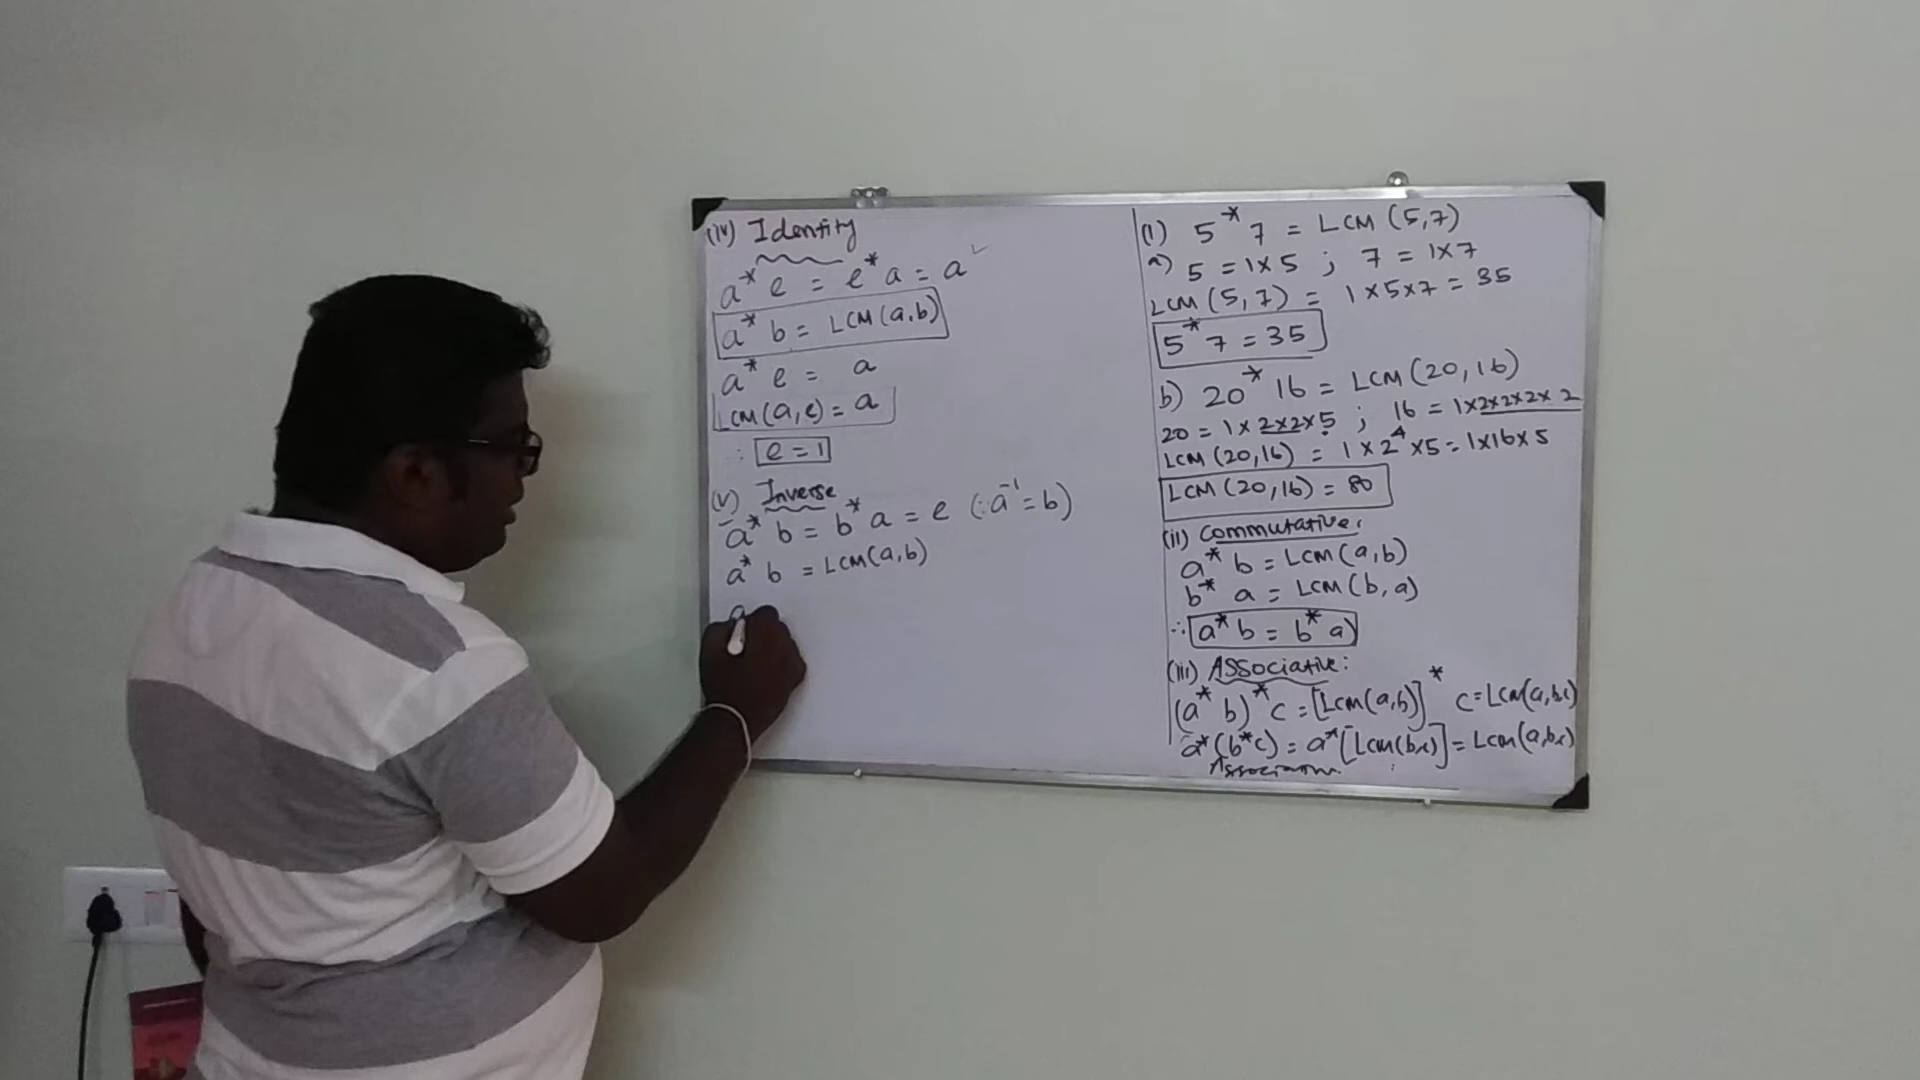 (iv) Identity
a * e = e * a = a
a * b = LCM(a,b)
a * e = a
LCM(a,e) = a
∴ e = 1
(v) Inverse
a * b = b * a = e (∵ a⁻¹ = b)
a * b = LCM(a,b)
a
(1) 5 * 7 = LCM (5,7)
a) 5 = 1×5 ; 7 = 1×7
LCM (5,7) = 1×5×7 = 35
5 * 7 = 35
b) 20 * 16 = LCM (20,16)
20 = 1×2×2×5 ; 16 = 1×2×2×2×2
LCM (20,16) = 1×2⁴×5 = 1×16×5
LCM (20,16) = 80
(ii) Commutative:
a * b = LCM(a,b)
b * a = LCM (b,a)
∴ a * b = b * a
(iii) Associative:
(a * b) * c = [LCM(a,b)] * c = LCM(a,b,c)
a*(b*c) = a*[LCM(b,c)] = LCM(a,b,c)